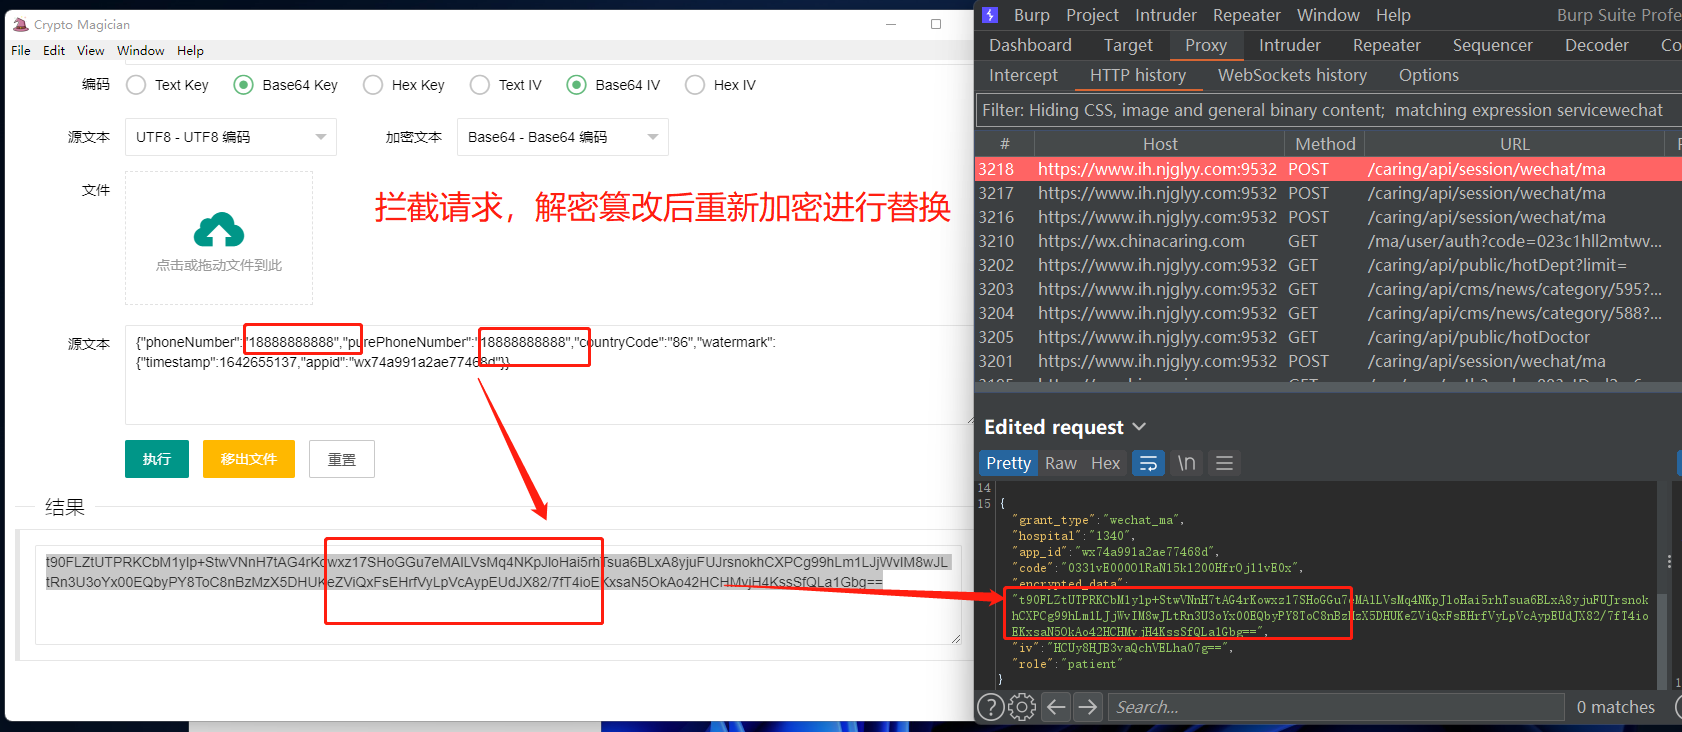 Crypto Magician
File Edit View Window Help
编码 Text Key Base64 Key Hex Key Text IV Base64 IV Hex IV
源文本 UTF8 - UTF8 编码 加密文本 Base64 - Base64 编码
文件
点击或拖动文件到此
拦截请求，解密篡改后重新加密进行替换
源文本
{"phoneNumber":"18888888888","purePhoneNumber":"18888888888","countryCode":"86","watermark":
{"timestamp":1642655137,"appid":"wx74a991a2ae77468d"}}
执行 移出文件 重置
结果
t90FLZtUTPRKCbM1yIp+StwVNnH7tAG4rKowxz17SHoGGu7eMAlLVsMq4NKpJloHai5rhTsua6BLxA8yjuFUJrsnokhCXPCg99hLm1LJjWvIM8wJL
tRn3U3oYx00EQbyPY8ToC8nBzMzX5DHUKeZViQxFsEHrfVyLpVcAypEUdJX82/7fT4ioEKxsaN5OkAo42HCHMvjH4KssSfQLa1Gbg==
Burp Project Intruder Repeater Window Help Burp Suite Profe
Dashboard Target Proxy Intruder Repeater Sequencer Decoder Co
Intercept HTTP history WebSockets history Options
Filter: Hiding CSS, image and general binary content; matching expression servicewechat
# Host Method URL
3218 https://www.ih.njglyy.com:9532 POST /caring/api/session/wechat/ma
3217 https://www.ih.njglyy.com:9532 POST /caring/api/session/wechat/ma
3216 https://www.ih.njglyy.com:9532 POST /caring/api/session/wechat/ma
3210 https://wx.chinacaring.com GET /ma/user/auth?code=023c1hll2mtwv...
3202 https://www.ih.njglyy.com:9532 GET /caring/api/public/hotDept?limit=
3203 https://www.ih.njglyy.com:9532 GET /caring/api/cms/news/category/595?...
3204 https://www.ih.njglyy.com:9532 GET /caring/api/cms/news/category/588?...
3205 https://www.ih.njglyy.com:9532 GET /caring/api/public/hotDoctor
3201 https://www.ih.njglyy.com:9532 POST /caring/api/session/wechat/ma
Edited request
Pretty Raw Hex \n
14
15 {
"grant_type":"wechat_ma",
"hospital":"1340",
"app_id":"wx74a991a2ae77468d",
"code":"0331vE00001RaN15k1200Hfr0j11vE0x",
"encrypted_data":
"t90FLZtUTPRKCbM1yIp+StwVNnH7tAG4rKowxz17SHoGGu7eMAlLVsMq4NKpJloHai5rhTsua6BLxA8yjuFUJrsnok
hCXPCg99hLm1LJjWvIM8wJLtRn3U3oYx00EQbyPY8ToC8nBzMzX5DHUKeZViQxFsEHrfVyLpVcAypEUdJX82/7fT4io
EKxsaN5OkAo42HCHMvjH4KssSfQLa1Gbg==",
"iv":"HCUy8HJB3vaQchVELha07g==",
"role":"patient"
}
Search... 0 matches